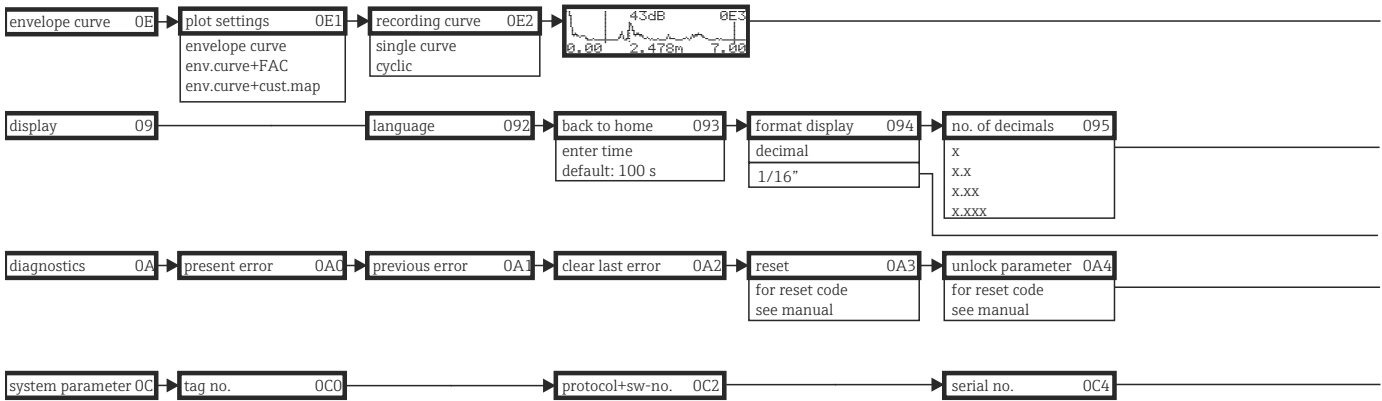 envelope curve 0E
plot settings 0E1
envelope curve
env.curve+FAC
env.curve+cust.map
recording curve 0E2
single curve
cyclic
43dB 0E3
0.00 2.478m 7.00
display 09
language 092
back to home 093
enter time
default: 100 s
format display 094
decimal
1/16”
no. of decimals 095
x
x.x
x.xx
x.xxx
diagnostics 0A
present error 0A0
previous error 0A1
clear last error 0A2
reset 0A3
for reset code
see manual
unlock parameter 0A4
for reset code
see manual
system parameter 0C
tag no. 0C0
protocol+sw-no. 0C2
serial no. 0C4